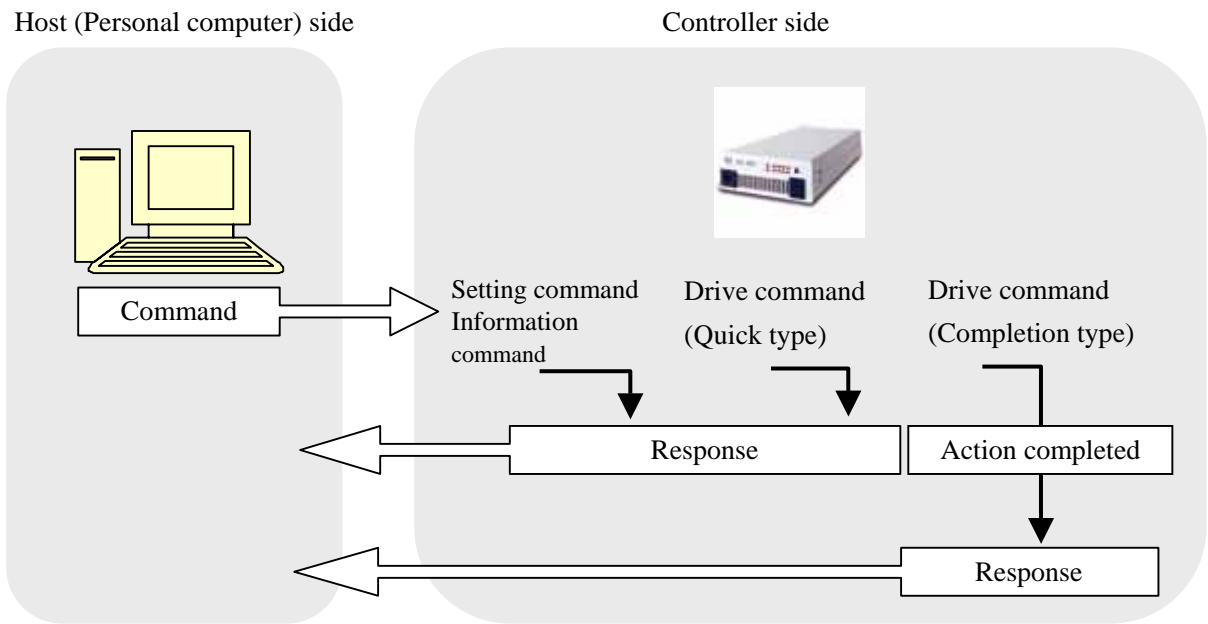 Host (Personal computer) side
Controller side
Command
Setting command
Information
command
Drive command
(Quick type)
Drive command
(Completion type)
Response
Action completed
Response